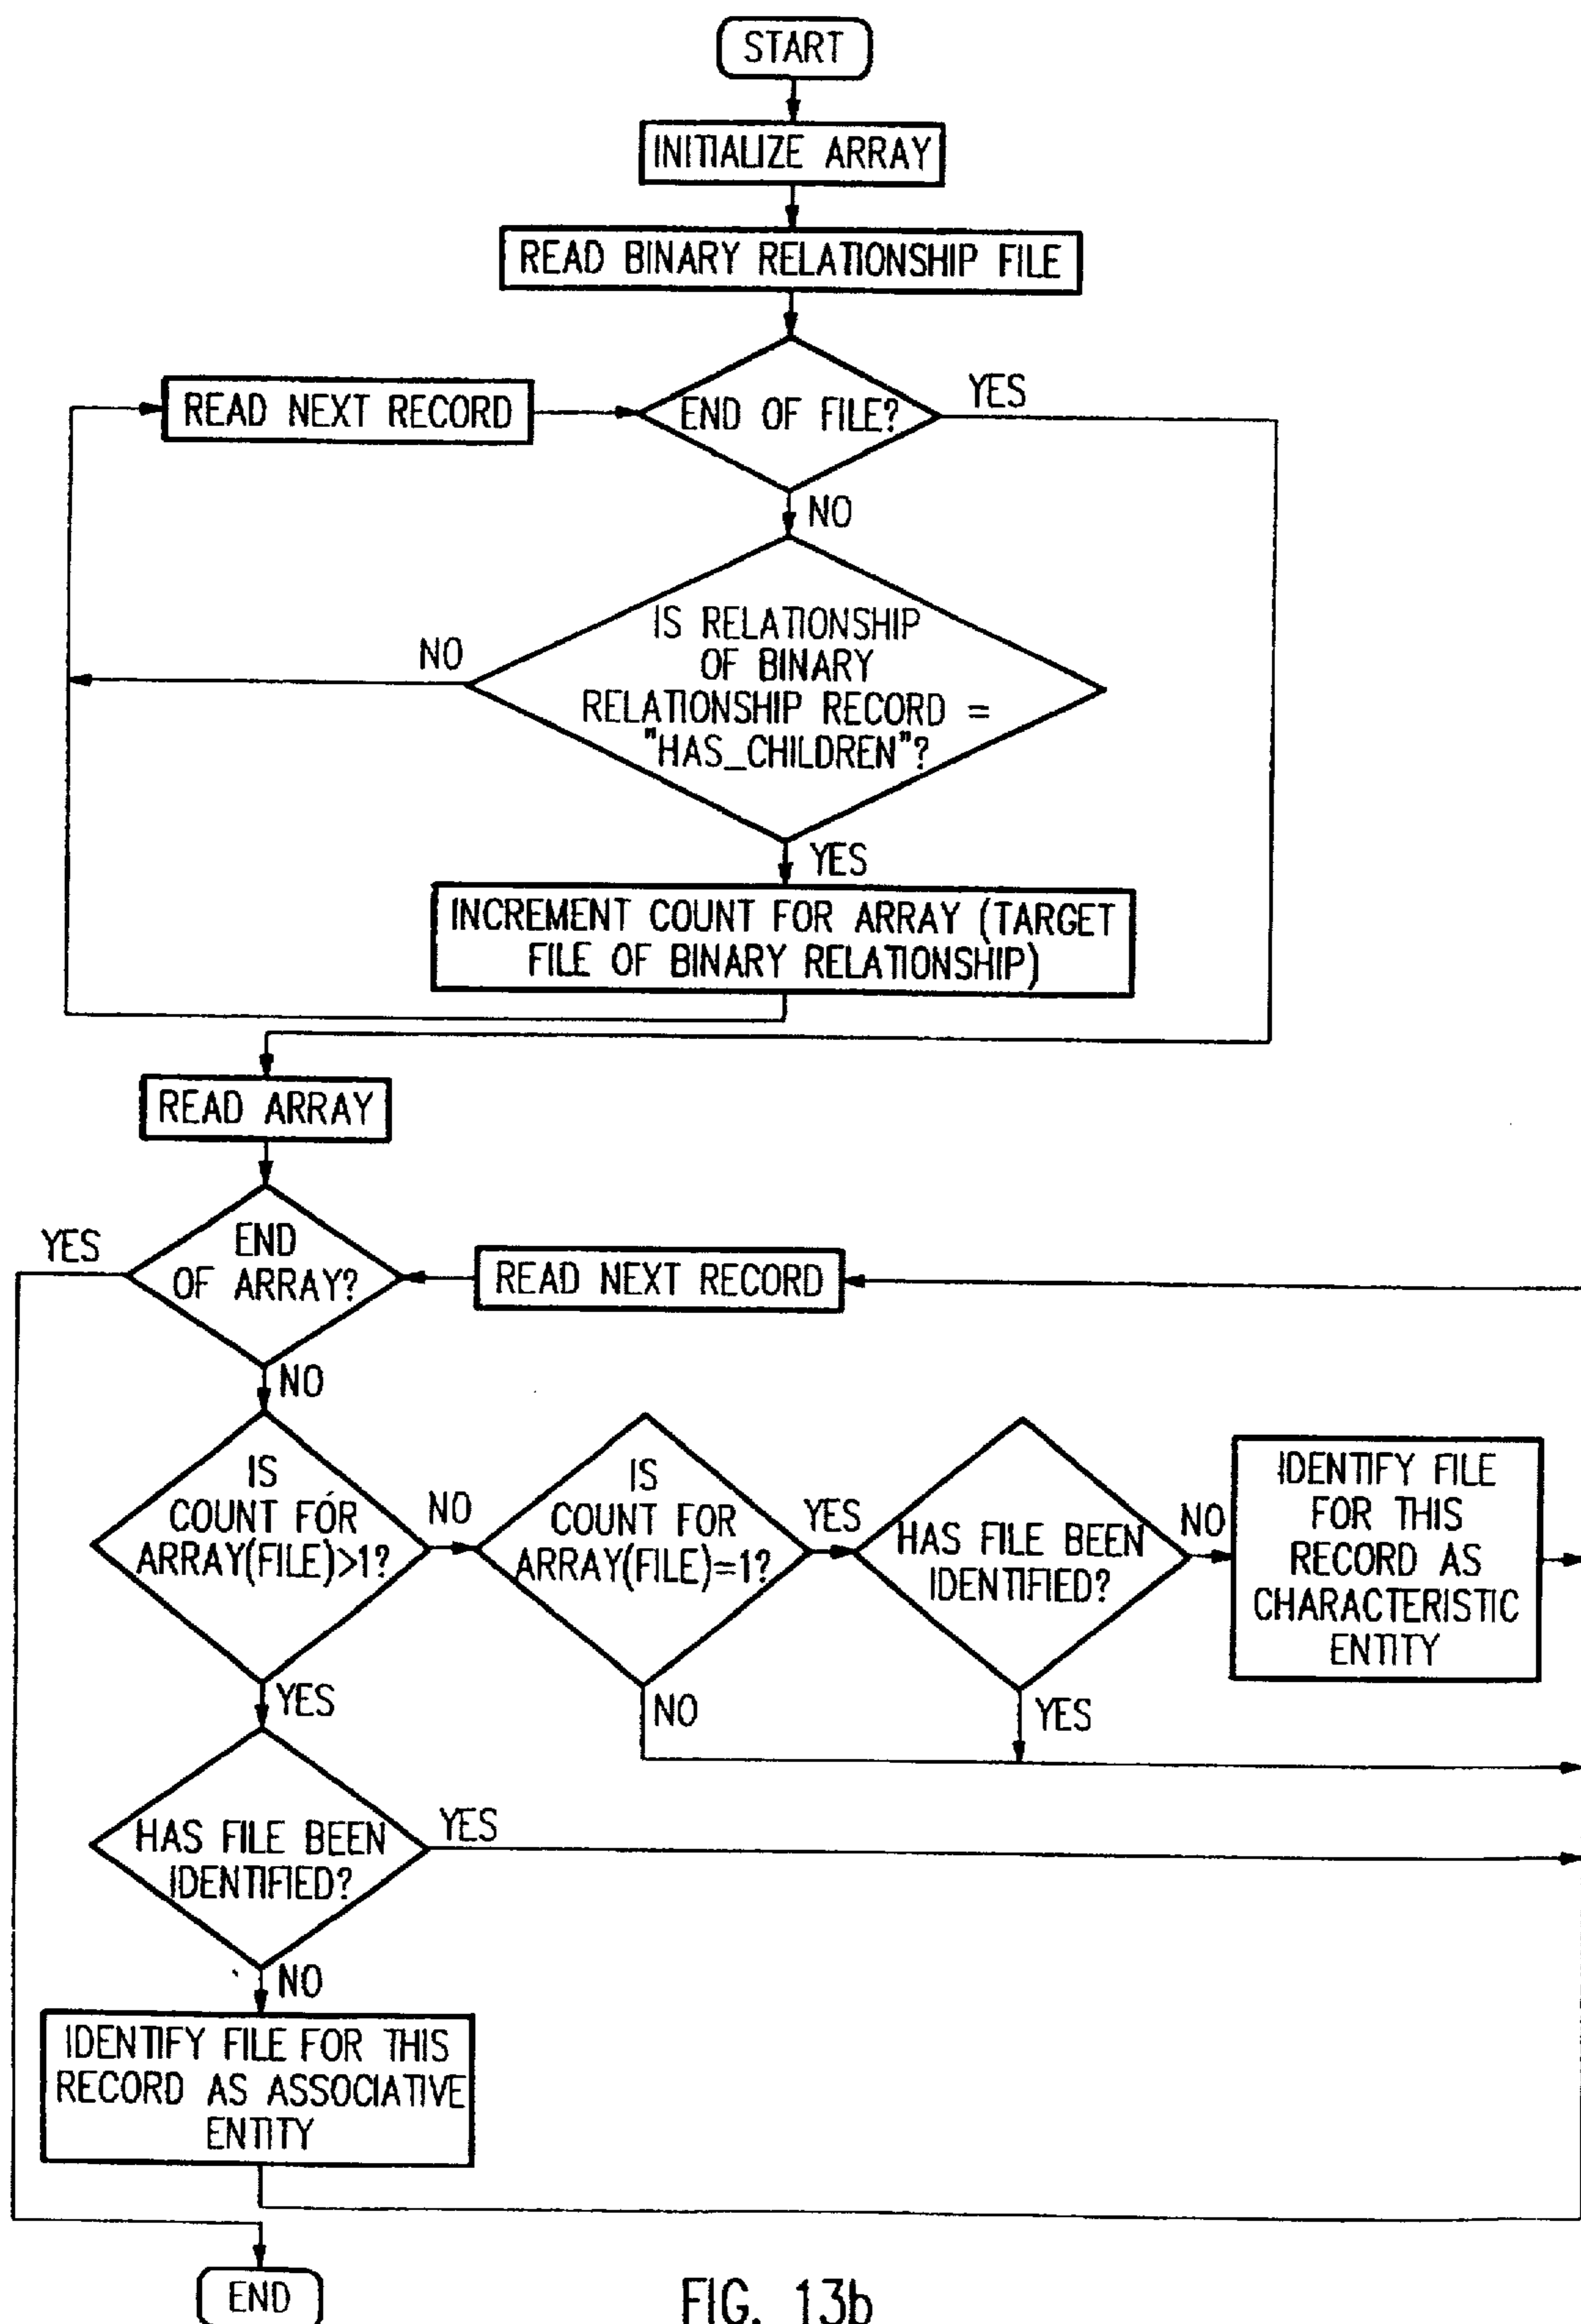 START
INITIALIZE ARRAY
READ BINARY RELATIONSHIP FILE
READ NEXT RECORD
END OF FILE?
YES
NO
IS RELATIONSHIP
OF BINARY
RELATIONSHIP RECORD =
"HAS_CHILDREN"?
NO
YES
INCREMENT COUNT FOR ARRAY (TARGET
FILE OF BINARY RELATIONSHIP)
READ ARRAY
YES
END
OF ARRAY?
READ NEXT RECORD
NO
IS
COUNT FOR
ARRAY(FILE)>1?
NO
IS
COUNT FOR
ARRAY(FILE)=1?
YES
HAS FILE BEEN
IDENTIFIED?
NO
IDENTIFY FILE
FOR THIS
RECORD AS
CHARACTERISTIC
ENTITY
YES
NO
YES
HAS FILE BEEN
IDENTIFIED?
YES
NO
IDENTIFY FILE FOR THIS
RECORD AS ASSOCIATIVE
ENTITY
END
FIG. 13b